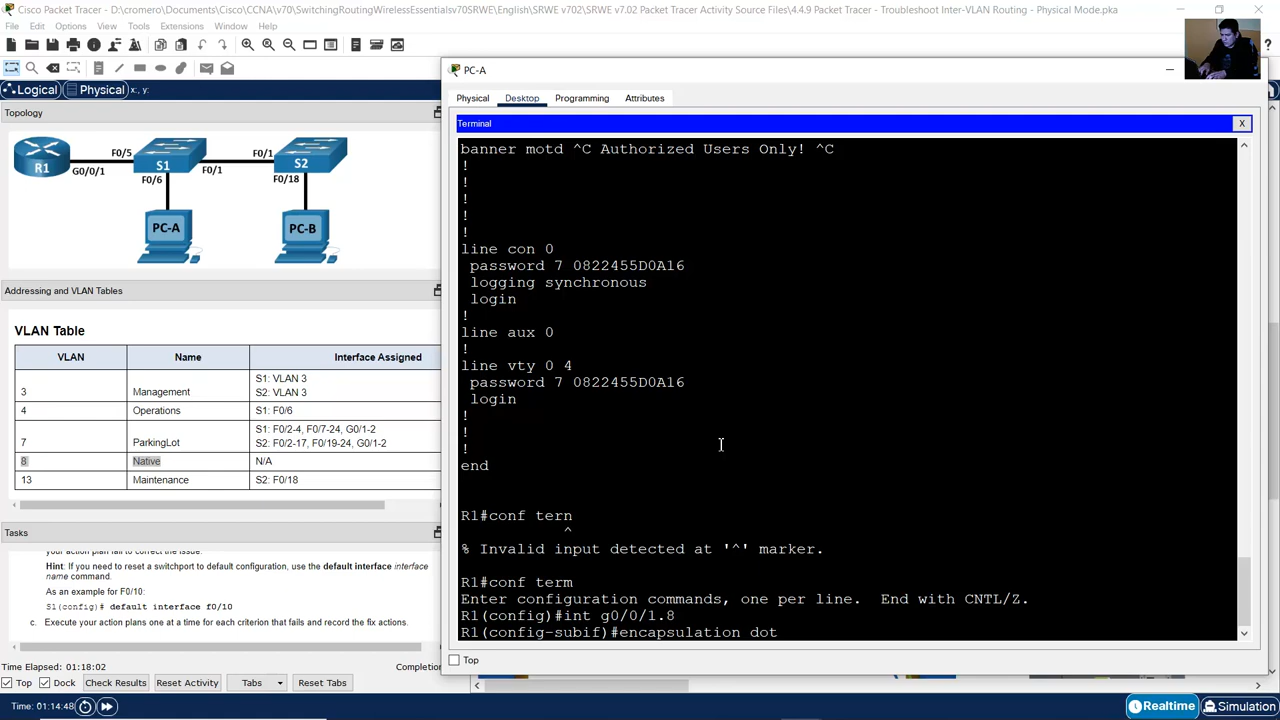 Cisco Packet Tracer - D:\cromero\Documents\Cisco\CCNA\v70\SwitchingRoutingWirelessEssentialsv70SRWE\English\SRWE v702\SRWE v7.02 Packet Tracer Activity Source Files\4.4.9 Packet Tracer - Troubleshoot Inter-VLAN Routing - Physical Mode.pka
File Edit Options View Tools Extensions Window Help
Logical Physical x:, y:
Topology
R1 G0/0/1 F0/5 S1 F0/1 F0/1 S2
F0/6 F0/18
PC-A PC-B
Addressing and VLAN Tables
VLAN Table
VLAN Name Interface Assigned
3 Management S1: VLAN 3
S2: VLAN 3
4 Operations S1: F0/6
7 ParkingLot S1: F0/2-4, F0/7-24, G0/1-2
S2: F0/2-17, F0/19-24, G0/1-2
8 Native N/A
13 Maintenance S2: F0/18
Tasks
your action plan fail to correct the issue.
Hint: If you need to reset a switchport to default configuration, use the default interface interface
name command.
As an example for F0/10:
S1(config)# default interface f0/10
c. Execute your action plans one at a time for each criterion that fails and record the fix actions.
Time Elapsed: 01:18:02 Completion
Top Dock Check Results Reset Activity Tabs Reset Tabs
Time: 01:14:48
Realtime Simulation
PC-A
Physical Desktop Programming Attributes
Terminal
X
banner motd ^C Authorized Users Only! ^C
!
!
!
!
!
line con 0
password 7 0822455D0A16
logging synchronous
login
!
line aux 0
!
line vty 0 4
password 7 0822455D0A16
login
!
!
!
end
R1#conf tern
^
% Invalid input detected at '^' marker.
R1#conf term
Enter configuration commands, one per line. End with CNTL/Z.
R1(config)#int g0/0/1.8
R1(config-subif)#encapsulation dot
Top